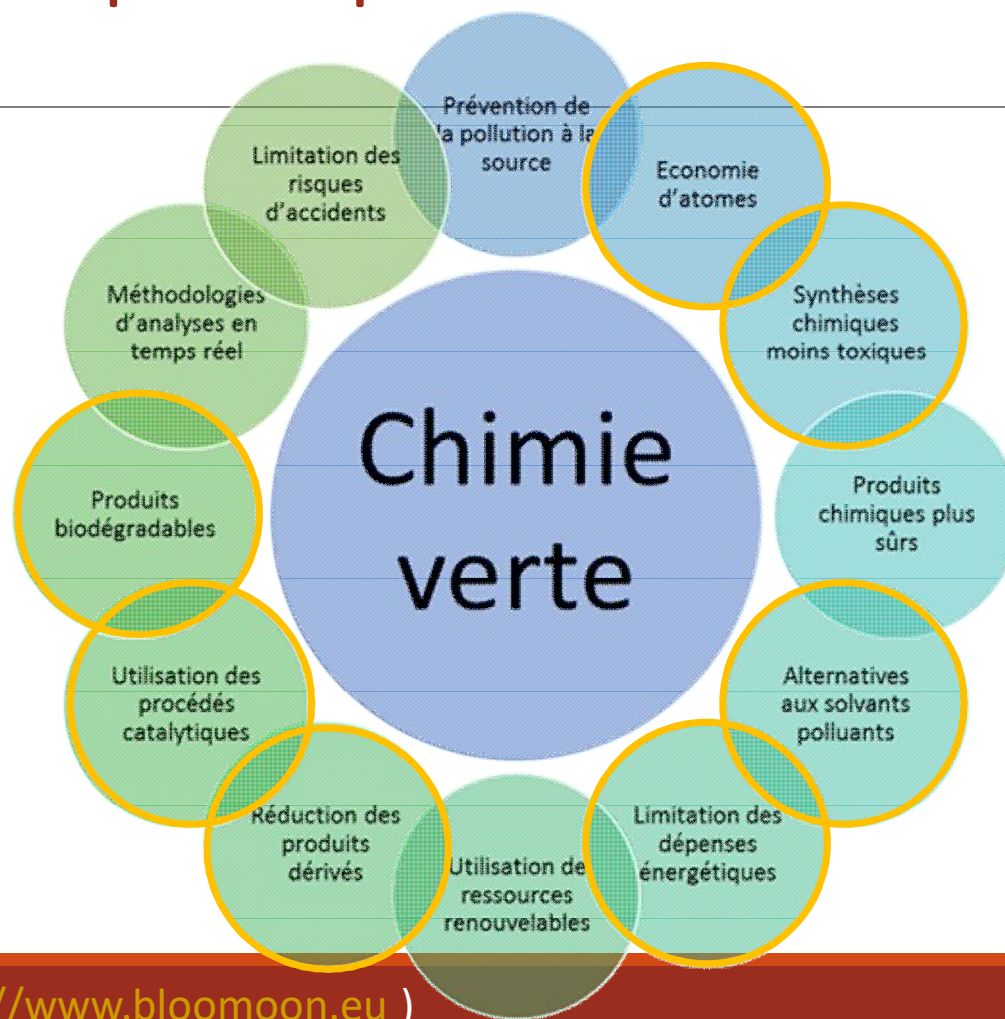 Prévention de
la pollution à la
source
Economie
d'atomes
Synthèses
chimiques
moins toxiques
Produits
chimiques plus
sûrs
Alternatives
aux solvants
polluants
Limitation des
dépenses
énergétiques
Utilisation de
ressources
renouvelables
Réduction des
produits
dérivés
Utilisation des
procédés
catalytiques
Produits
biodégradables
Méthodologies
d'analyses en
temps réel
Limitation des
risques
d'accidents
Chimie
verte
//www.bloomoon.eu )